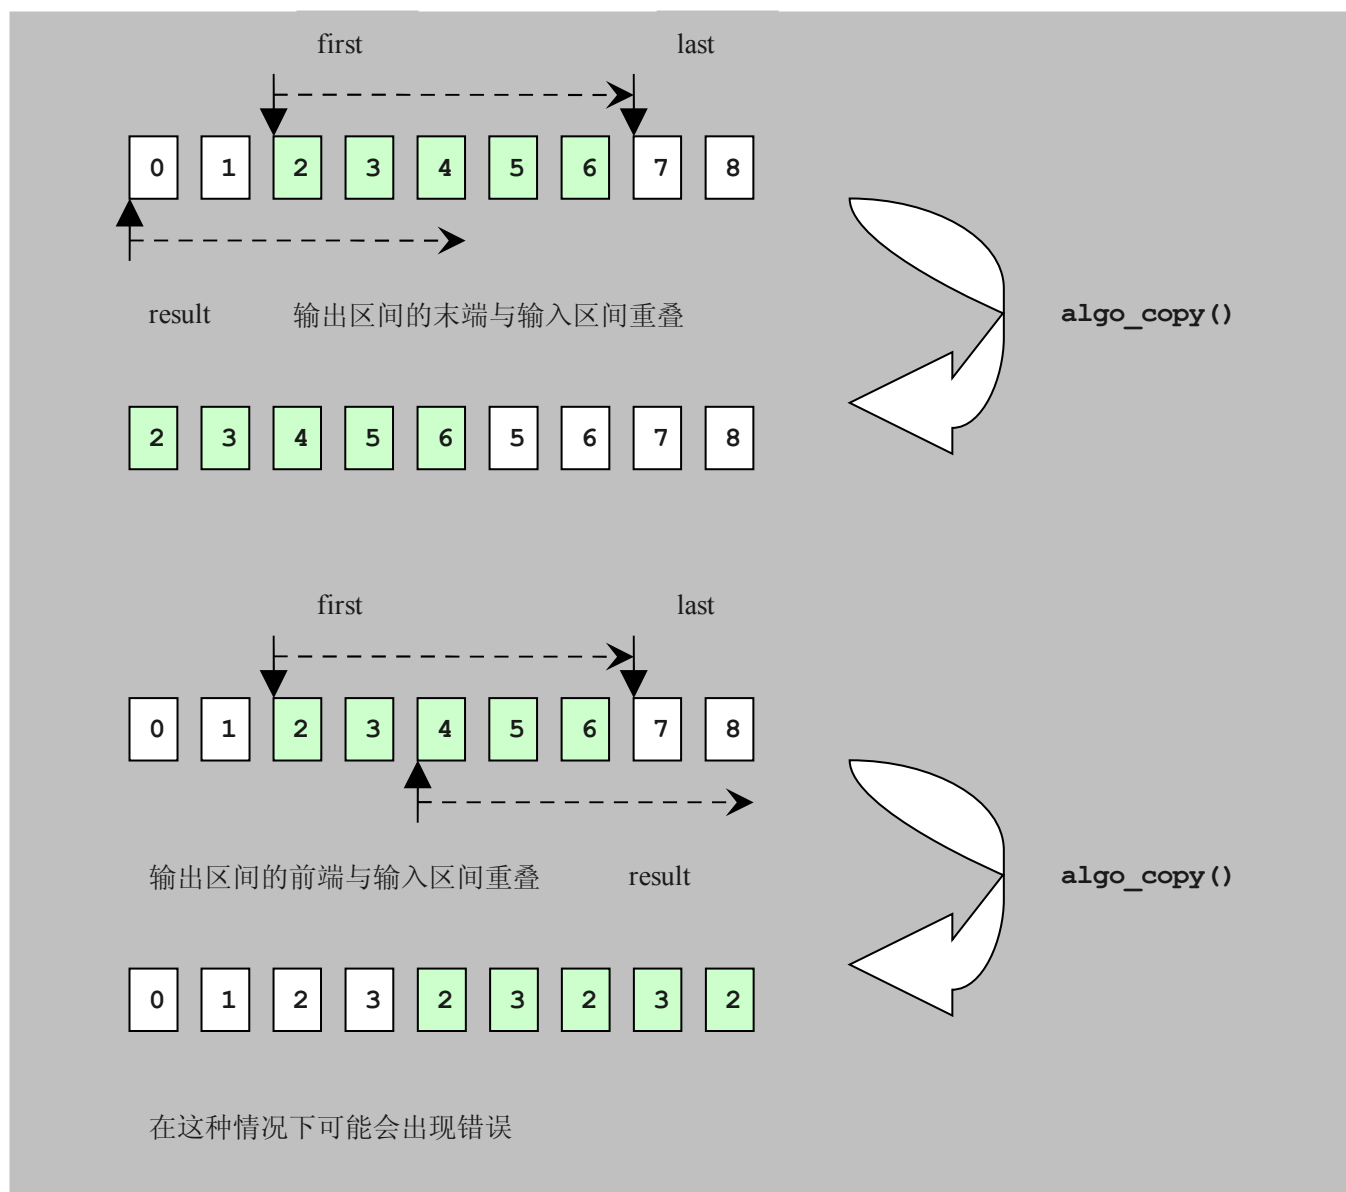 first last
0 1 2 3 4 5 6 7 8
result 输出区间的末端与输入区间重叠 algo_copy()
2 3 4 5 6 5 6 7 8
first last
0 1 2 3 4 5 6 7 8
输出区间的前端与输入区间重叠 result algo_copy()
0 1 2 3 2 3 2 3 2
在这种情况下可能会出现错误